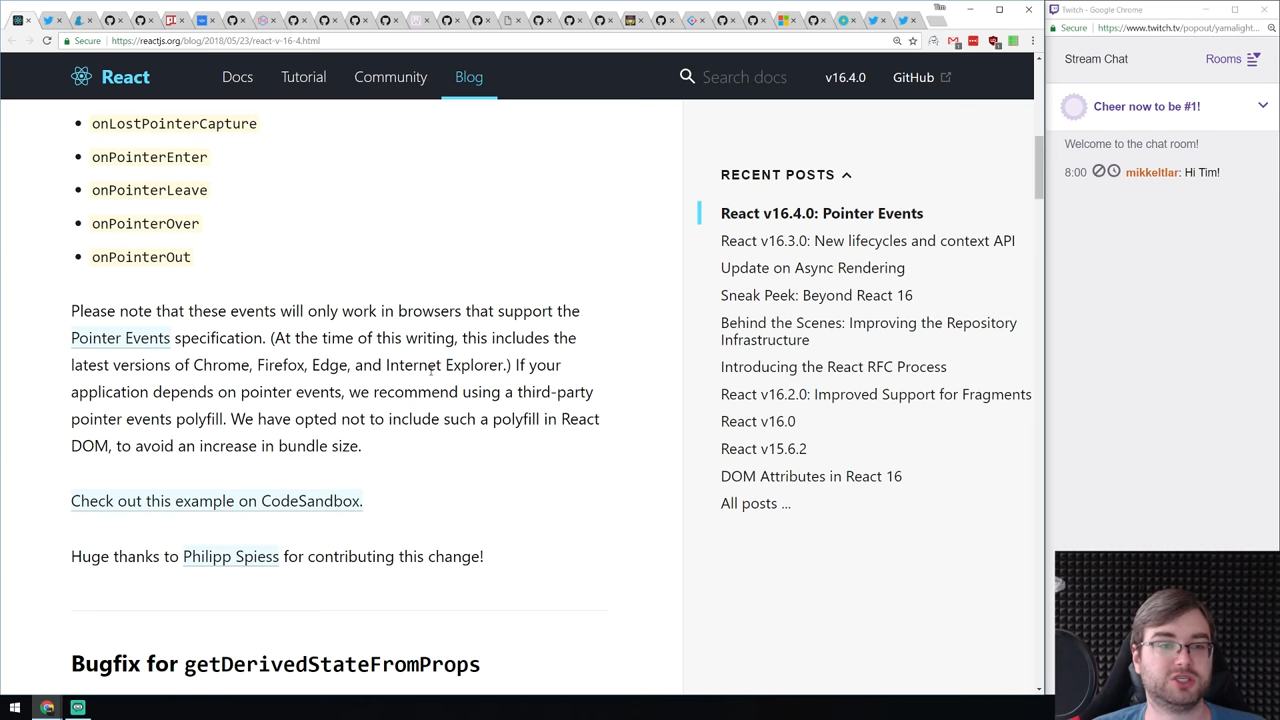 Tim
Secure
https://reactjs.org/blog/2018/05/23/react-v-16-4.html
React
Docs
Tutorial
Community
Blog
Search docs
v16.4.0
GitHub
onLostPointerCapture
onPointerEnter
onPointerLeave
onPointerOver
onPointerOut
Please note that these events will only work in browsers that support the
Pointer Events specification. (At the time of this writing, this includes the
latest versions of Chrome, Firefox, Edge, and Internet Explorer.) If your
application depends on pointer events, we recommend using a third-party
pointer events polyfill. We have opted not to include such a polyfill in React
DOM, to avoid an increase in bundle size.
Check out this example on CodeSandbox.
Huge thanks to Philipp Spiess for contributing this change!
Bugfix for getDerivedStateFromProps
RECENT POSTS
React v16.4.0: Pointer Events
React v16.3.0: New lifecycles and context API
Update on Async Rendering
Sneak Peek: Beyond React 16
Behind the Scenes: Improving the Repository
Infrastructure
Introducing the React RFC Process
React v16.2.0: Improved Support for Fragments
React v16.0
React v15.6.2
DOM Attributes in React 16
All posts ...
Twitch - Google Chrome
Secure
https://www.twitch.tv/popout/yamalight...
Stream Chat
Rooms
Cheer now to be #1!
Welcome to the chat room!
8:00 mikkeltlar: Hi Tim!